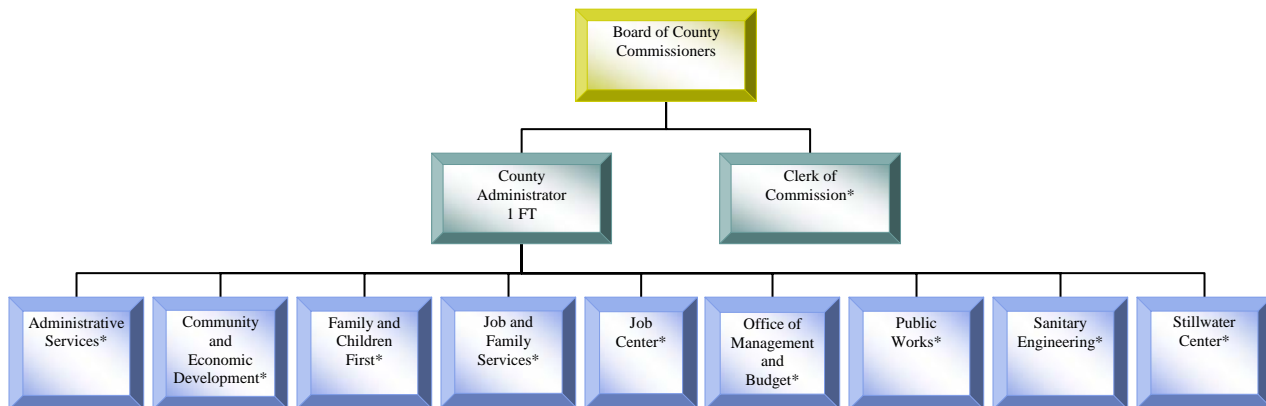 Board of County
Commissioners
County
Administrator
1 FT
Clerk of
Commission*
Administrative
Services*
Community
and
Economic
Development*
Family and
Children
First*
Job and
Family
Services*
Job
Center*
Office of
Management
and
Budget*
Public
Works*
Sanitary
Engineering*
Stillwater
Center*